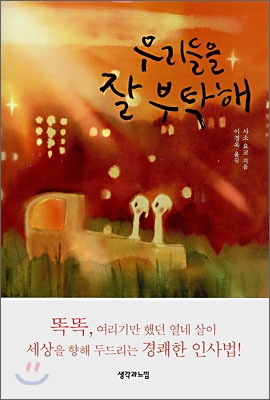 우리들을
잘 부탁해
사소 요코 지음
이경옥 옮김
똑똑, 여리기만 했던 열네 살이
세상을 향해 두드리는 경쾌한 인사법!
생각과느낌